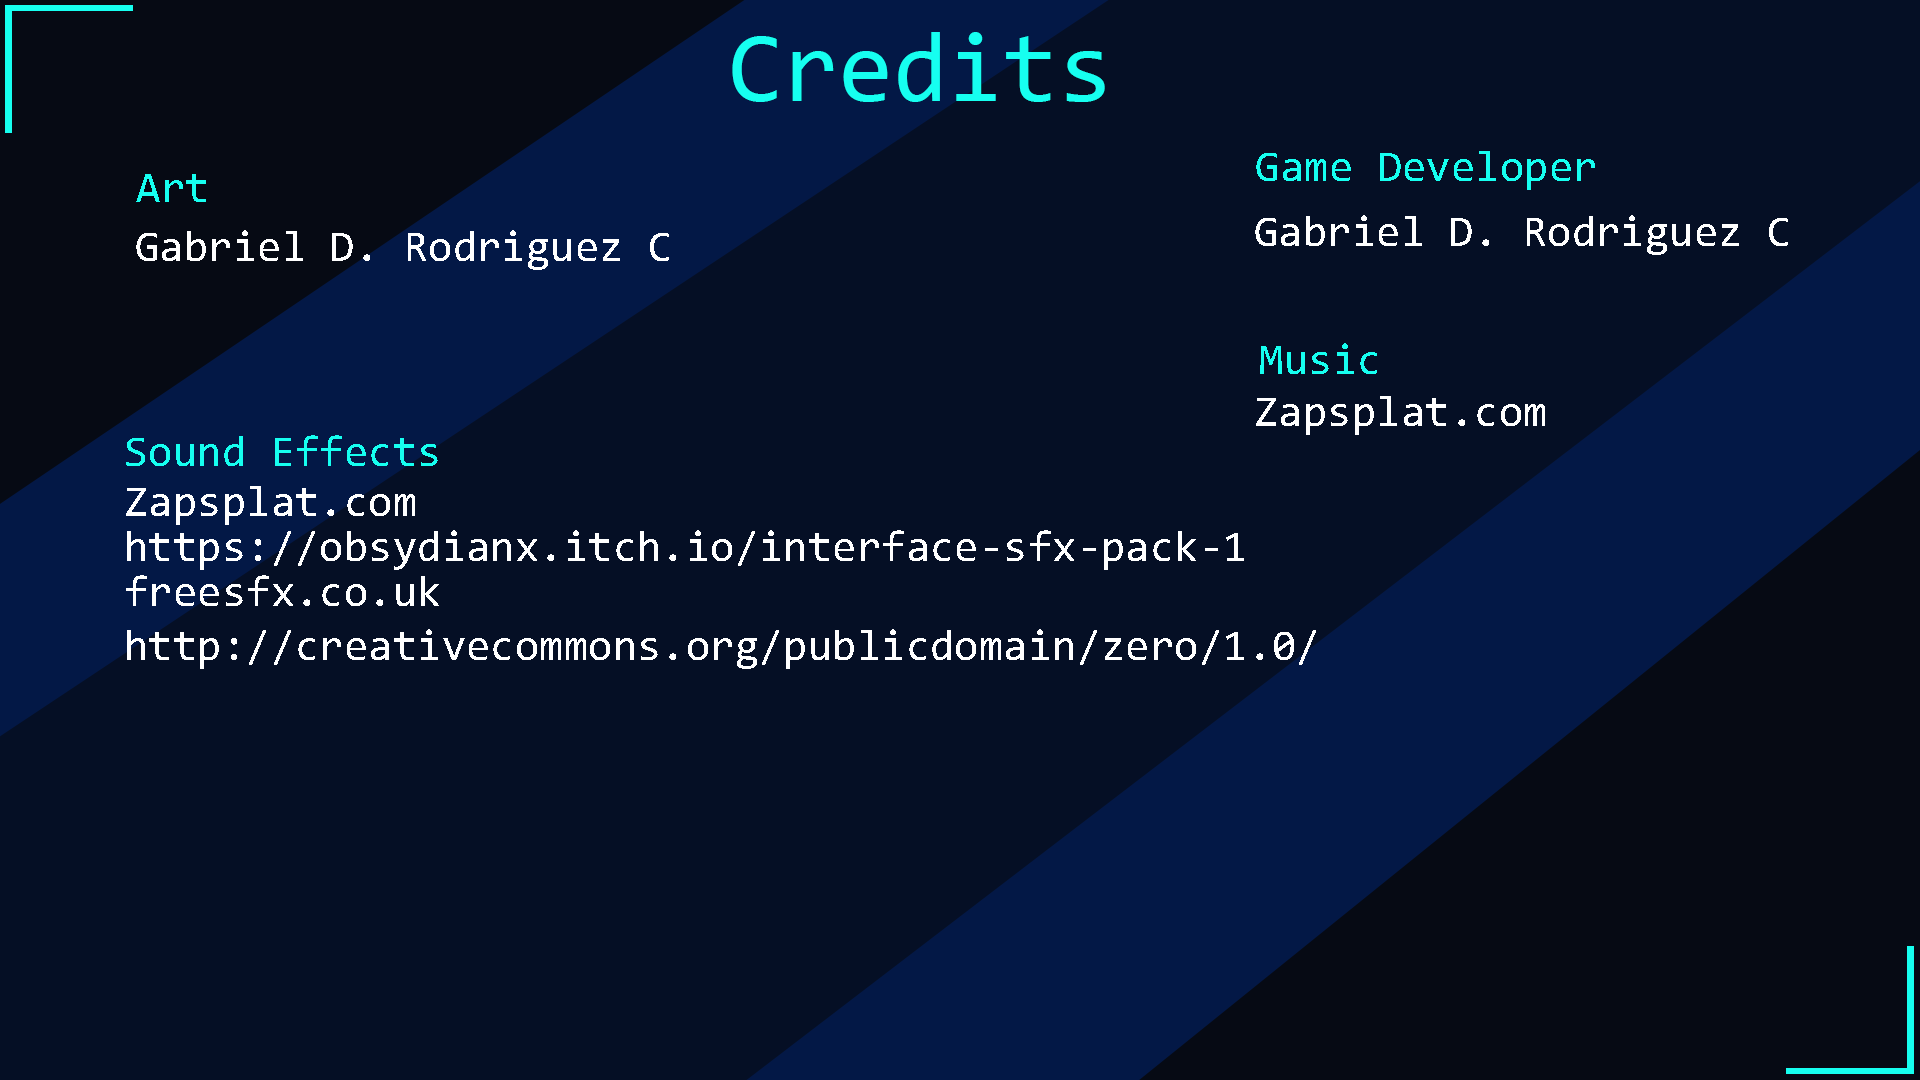 Credits
Art
Gabriel D. Rodriguez C
Game Developer
Gabriel D. Rodriguez C
Music
Zapsplat.com
Sound Effects
Zapsplat.com
https://obsydianx.itch.io/interface-sfx-pack-1
freesfx.co.uk
http://creativecommons.org/publicdomain/zero/1.0/